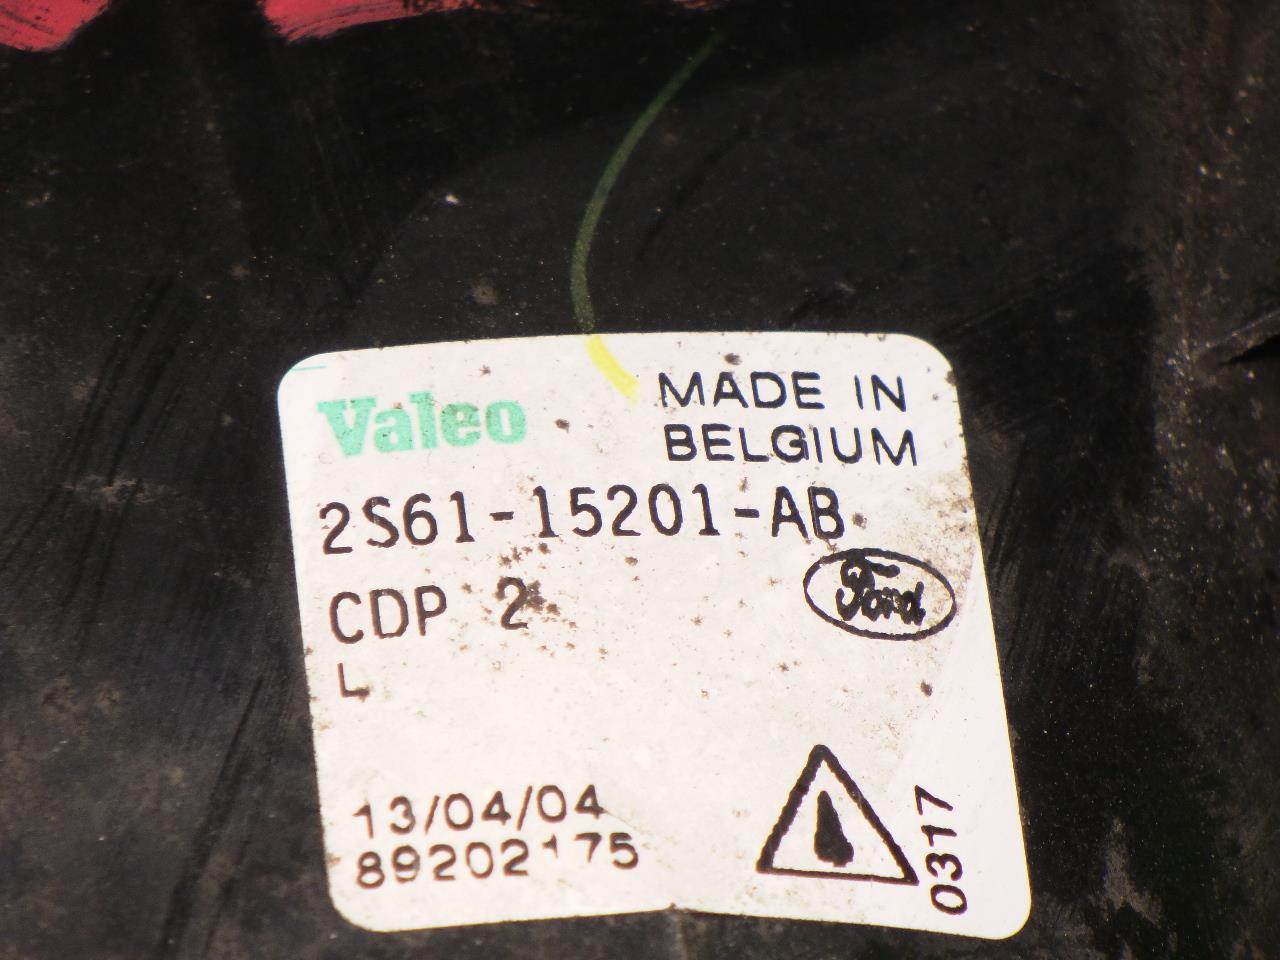 Valeo
MADE IN
BELGIUM
2S61-15201-AB
CDP 2
Ford
L
13/04/04
89202175
0317